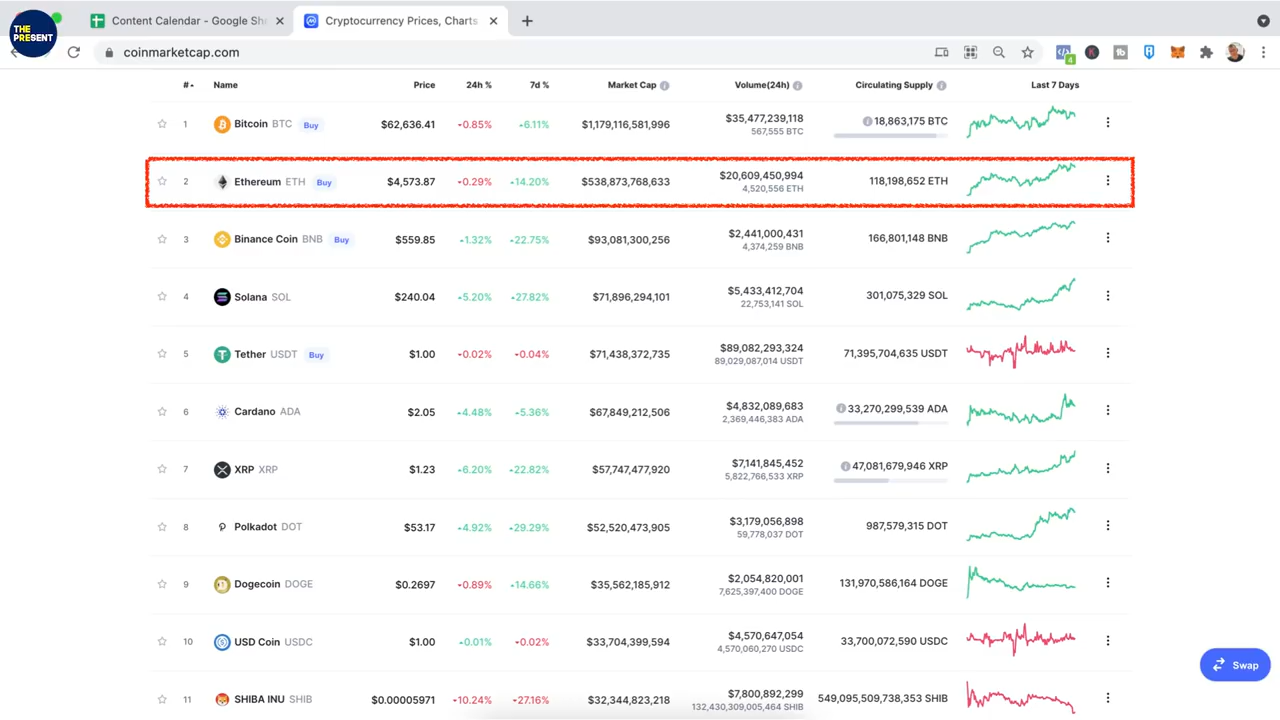 THE PRESENT
Content Calendar - Google She
Cryptocurrency Prices, Charts
coinmarketcap.com
4
# Name Price 24h % 7d % Market Cap Volume(24h) Circulating Supply Last 7 Days
1 Bitcoin BTC Buy $62,636.41 0.85% 6.11% $1,179,116,581,996 $35,477,239,118 18,863,175 BTC
567,555 BTC
2 Ethereum ETH Buy $4,573.87 0.29% 14.20% $538,873,768,633 $20,609,450,994 118,198,652 ETH
4,520,556 ETH
3 Binance Coin BNB Buy $559.85 1.32% 22.75% $93,081,300,256 $2,441,000,431 166,801,148 BNB
4,374,259 BNB
4 Solana SOL $240.04 5.20% 27.82% $71,896,294,101 $5,433,412,704 301,075,329 SOL
22,753,141 SOL
5 Tether USDT Buy $1.00 0.02% 0.04% $71,438,372,735 $89,082,293,324 71,395,704,635 USDT
89,029,087,014 USDT
6 Cardano ADA $2.05 4.48% 5.36% $67,849,212,506 $4,832,089,683 33,270,299,539 ADA
2,369,446,383 ADA
7 XRP XRP $1.23 6.20% 22.82% $57,747,477,920 $7,141,845,452 47,081,679,946 XRP
5,822,766,533 XRP
8 Polkadot DOT $53.17 4.92% 29.29% $52,520,473,905 $3,179,056,898 987,579,315 DOT
59,778,037 DOT
9 Dogecoin DOGE $0.2697 0.89% 14.66% $35,562,185,912 $2,054,820,001 131,970,586,164 DOGE
7,625,397,400 DOGE
10 USD Coin USDC $1.00 0.01% 0.02% $33,704,399,594 $4,570,647,054 33,700,072,590 USDC
4,570,060,270 USDC
Swap
11 SHIBA INU SHIB $0.00005971 10.24% 27.16% $32,344,823,218 $7,800,892,299 549,095,509,738,353 SHIB
132,430,309,005,464 SHIB